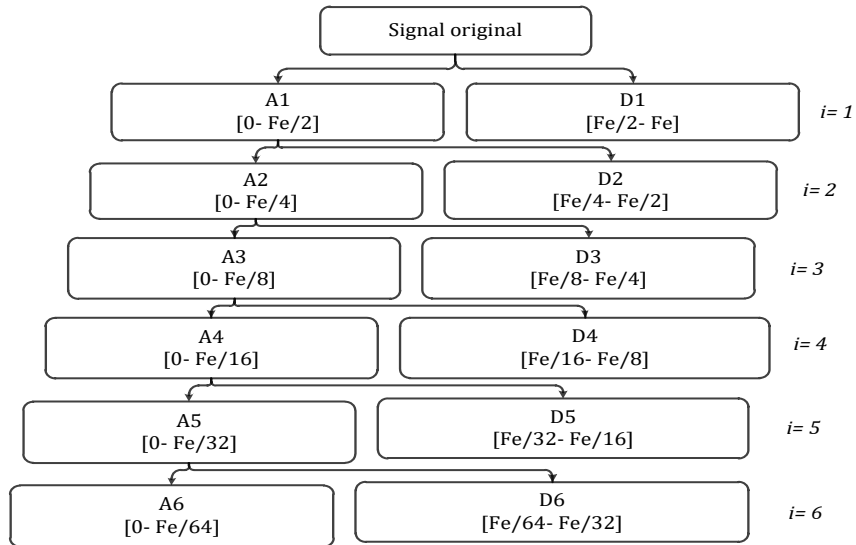 Signal original
A1
[0- Fe/2]
D1
[Fe/2- Fe]
i= 1
A2
[0- Fe/4]
D2
[Fe/4- Fe/2]
i= 2
A3
[0- Fe/8]
D3
[Fe/8- Fe/4]
i= 3
A4
[0- Fe/16]
D4
[Fe/16- Fe/8]
i= 4
A5
[0- Fe/32]
D5
[Fe/32- Fe/16]
i= 5
A6
[0- Fe/64]
D6
[Fe/64- Fe/32]
i= 6